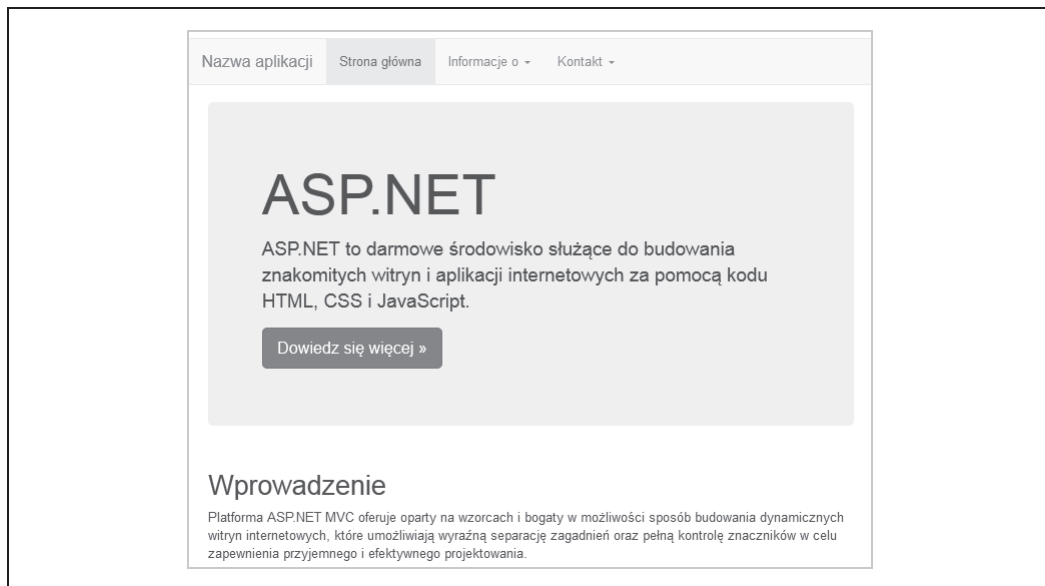 Nazwa aplikacji Strona główna Informacje o Kontakt
ASP.NET
ASP.NET to darmowe środowisko służące do budowania
znakomitych witryn i aplikacji internetowych za pomocą kodu
HTML, CSS i JavaScript.
Dowiedz się więcej »
Wprowadzenie
Platforma ASP.NET MVC oferuje oparty na wzorcach i bogaty w możliwości sposób budowania dynamicznych
witryn internetowych, które umożliwiają wyraźną separację zagadnień oraz pełną kontrolę znaczników w celu
zapewnienia przyjemnego i efektywnego projektowania.